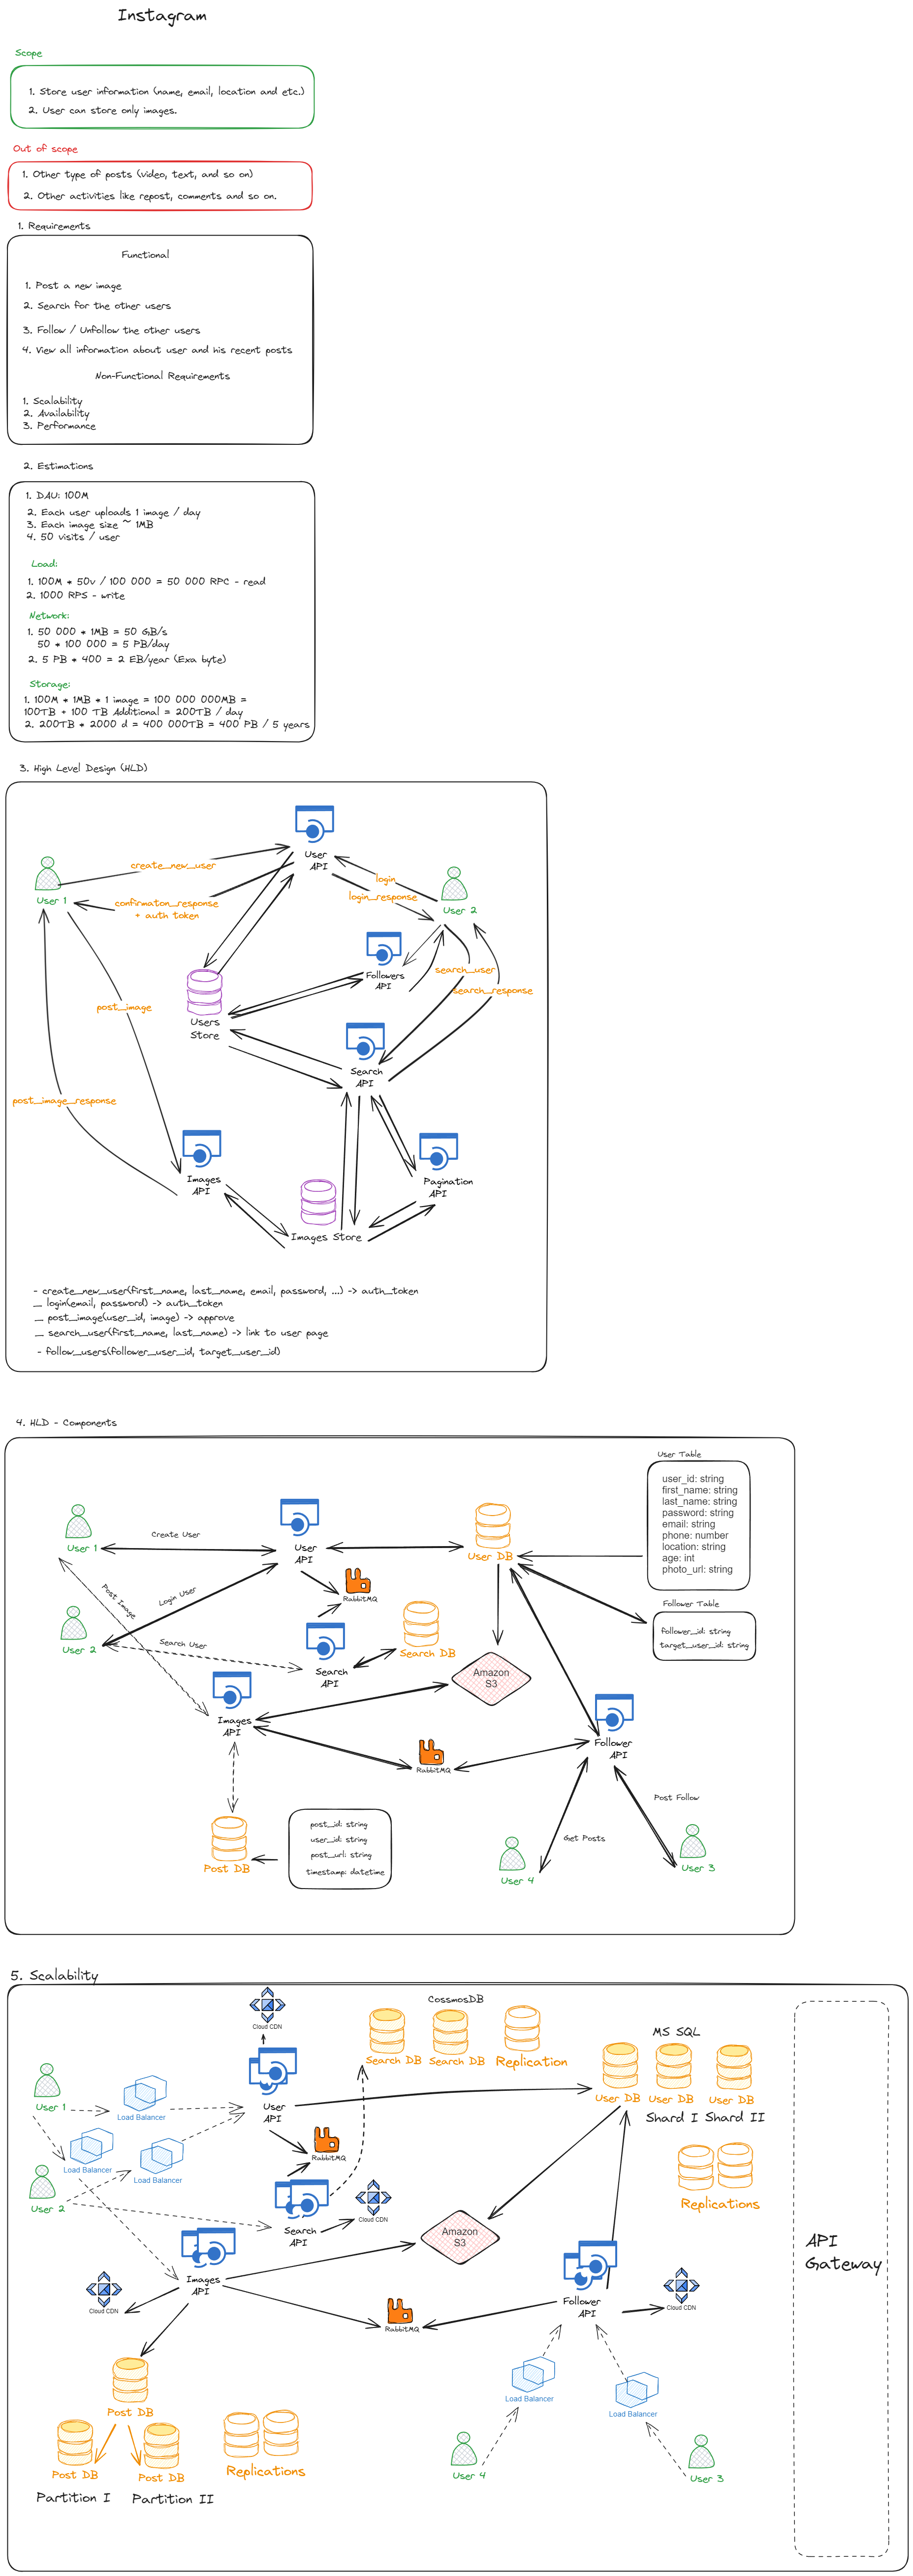 Instagram
Scope
1. Store user information (name, email, location and etc.)
2. User can store only images.
Out of scope
1. Other type of posts (video, text, and so on)
2. Other activities like repost, comments and so on.
1. Requirements
Functional
1. Post a new image
2. Search for the other users
3. Follow / Unfollow the other users
4. View all information about user and his recent posts
Non-Functional Requirements
1. Scalability
2. Availability
3. Performance
2. Estimations
1. DAU: 100M
2. Each user uploads 1 image / day
3. Each image size ~ 1MB
4. 50 visits / user
Load:
1. 100M * 50v / 100 000 = 50 000 RPC - read
2. 1000 RPS - write
Network:
1. 50 000 * 1MB = 50 GB/s
50 * 100 000 = 5 PB/day
2. 5 PB * 400 = 2 EB/year (Exa byte)
Storage:
1. 100M * 1MB * 1 image = 100 000 000MB =
100TB + 100 TB Additional = 200TB / day
2. 200TB * 2000 d = 400 000TB = 400 PB / 5 years
3. High Level Design (HLD)
User
API
create_new_user
login
User 1
confirmaton_response
+ auth token
login_response
User 2
Followers
API
search_user
search_response
post_image
Users
Store
Search
API
post_image_response
Images
API
Pagination
API
Images Store
- create_new_user(first_name, last_name, email, password, ...) -> auth_token
_ login(email, password) -> auth_token
_ post_image(user_id, image) -> approve
_ search_user(first_name, last_name) -> link to user page
- follow_users(follower_user_id, target_user_id)
4. HLD - Components
User Table
user_id: string
first_name: string
last_name: string
password: string
email: string
phone: number
location: string
age: int
photo_url: string
Create User
User 1
User
API
User DB
RabbitMQ
Post Image
Login User
Follower Table
follower_id: string
target_user_id: string
User 2
Search User
Search DB
Search
API
Amazon
S3
Images
API
Follower
API
RabbitMQ
Post Follow
post_id: string
user_id: string
post_url: string
timestamp: datetime
Get Posts
Post DB
User 4
User 3
5. Scalability
Cloud CDN
CossmosDB
Search DB
Search DB
Replication
MS SQL
User DB
User DB
User DB
Shard I
Shard II
User 1
Load Balancer
User
API
Load Balancer
Load Balancer
RabbitMQ
User 2
Replications
Cloud CDN
Search
API
Amazon
S3
API
Gateway
Images
API
Cloud CDN
Follower
API
Cloud CDN
RabbitMQ
Load Balancer
Load Balancer
Post DB
Post DB
Post DB
Replications
Partition I
Partition II
User 4
User 3